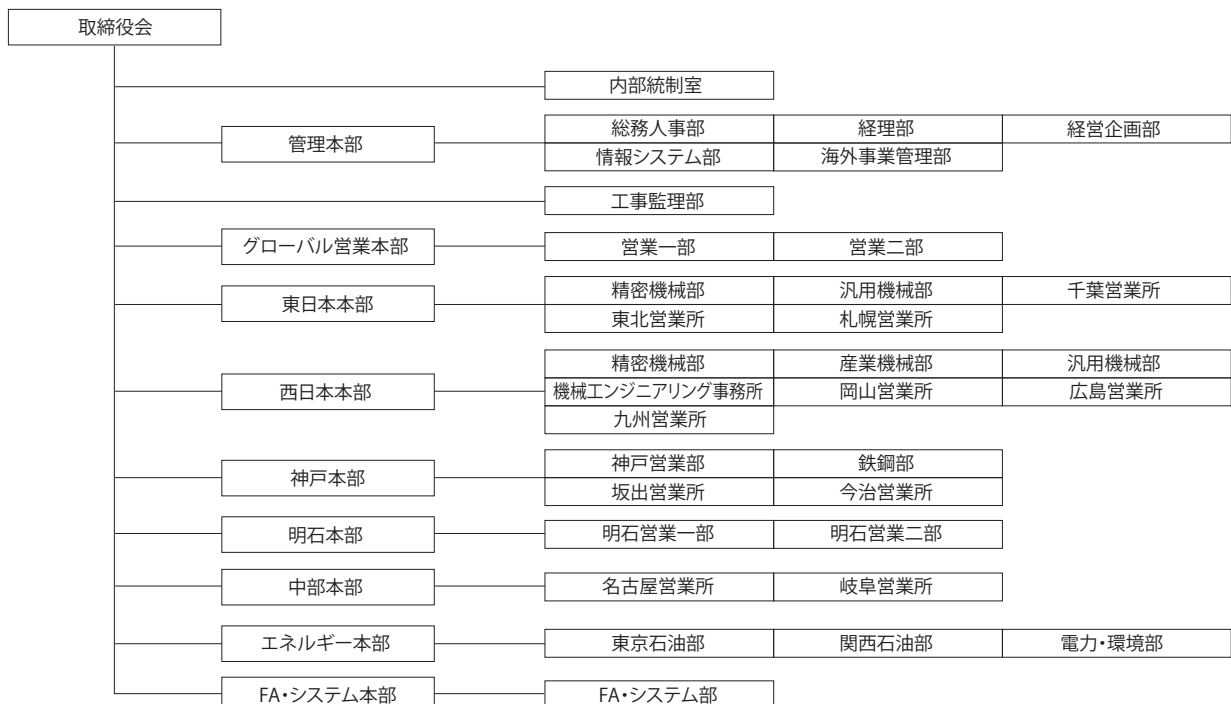 取締役会
内部統制室
管理本部
総務人事部 経理部 経営企画部
情報システム部 海外事業管理部
工事監理部
グローバル営業本部 営業一部 営業二部
東日本本部
精密機械部 汎用機械部 千葉営業所
東北営業所 札幌営業所
西日本本部
精密機械部 産業機械部 汎用機械部
機械エンジニアリング事務所 岡山営業所 広島営業所
九州営業所
神戸本部
神戸営業部 鉄鋼部
坂出営業所 今治営業所
明石本部 明石営業一部 明石営業二部
中部本部 名古屋営業所 岐阜営業所
エネルギー本部 東京石油部 関西石油部 電力・環境部
FA・システム本部 FA・システム部